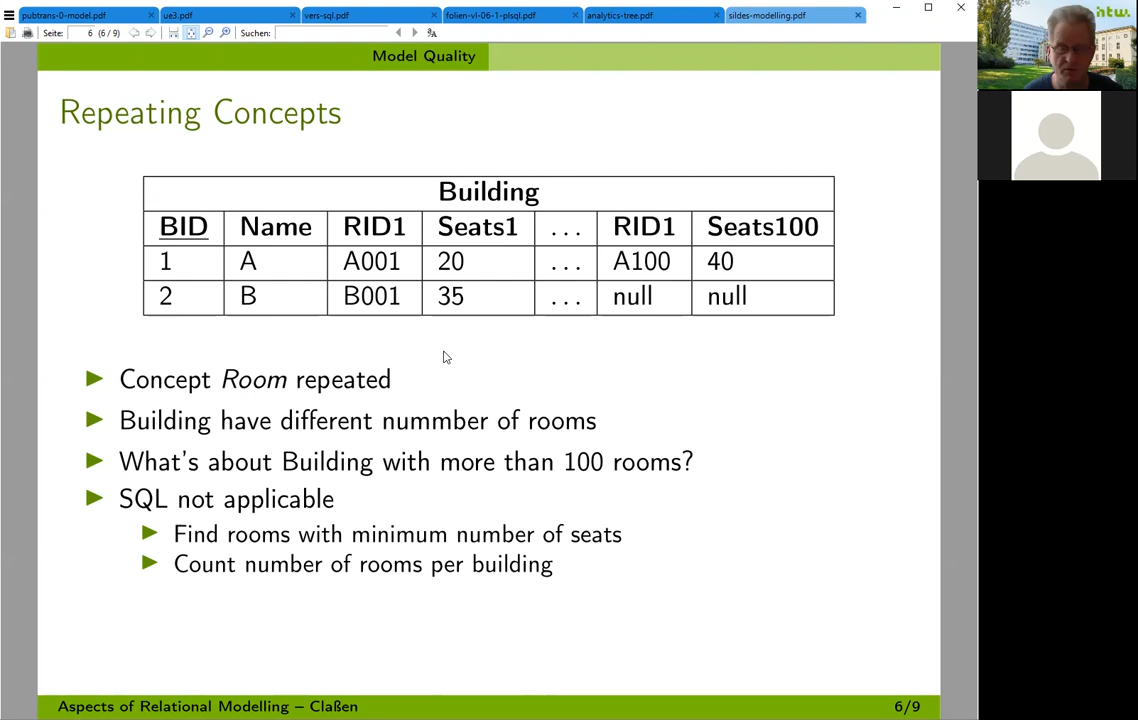 pubtrans-0-model.pdf
ue3.pdf
vers-sql.pdf
folien-vl-06-1-plsql.pdf
analytics-tree.pdf
sildes-modelling.pdf
Seite: 6 (6 / 9) Suchen:
htw.
Model Quality
Repeating Concepts
Building
BID Name RID1 Seats1 ... RID1 Seats100
1 A A001 20 ... A100 40
2 B B001 35 ... null null
Concept Room repeated
Building have different nummber of rooms
What's about Building with more than 100 rooms?
SQL not applicable
Find rooms with minimum number of seats
Count number of rooms per building
Aspects of Relational Modelling – Claßen
6/9